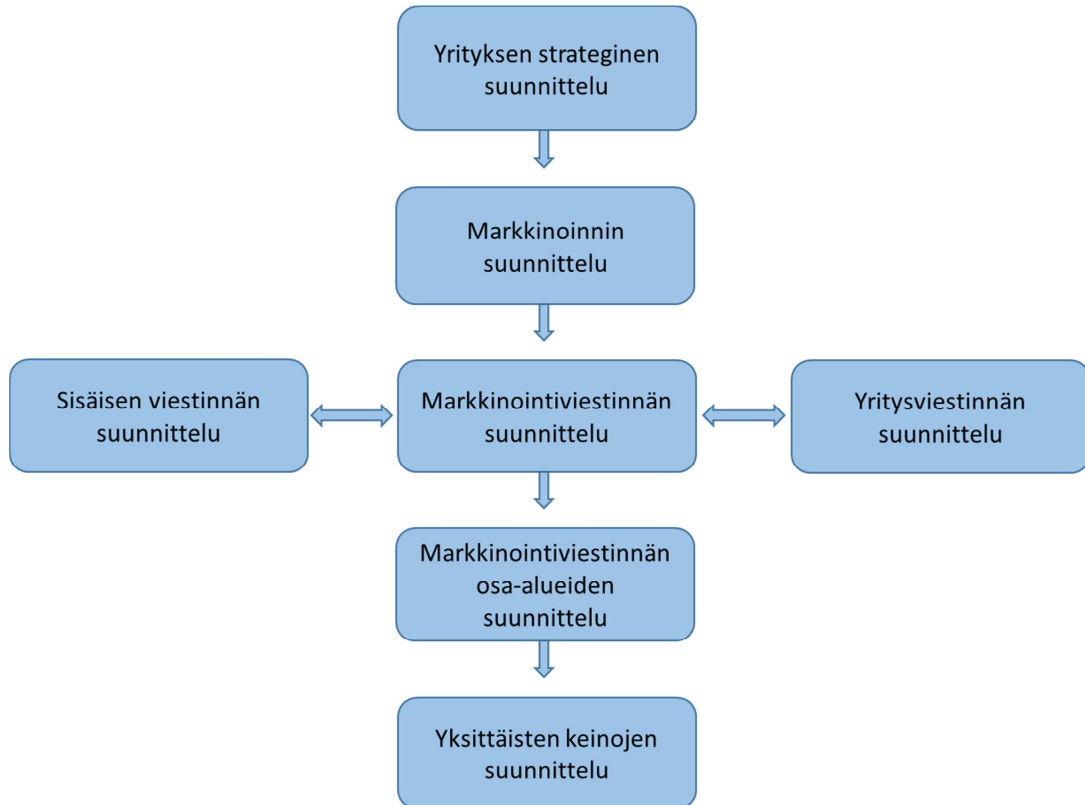 Yrityksen strateginen
suunnittelu
Markkinoinnin
suunnittelu
Sisäisen viestinnän
suunnittelu
Markkinointiviestinnän
suunnittelu
Yritysviestinnän
suunnittelu
Markkinointiviestinnän
osa-alueiden
suunnittelu
Yksittäisten keinojen
suunnittelu